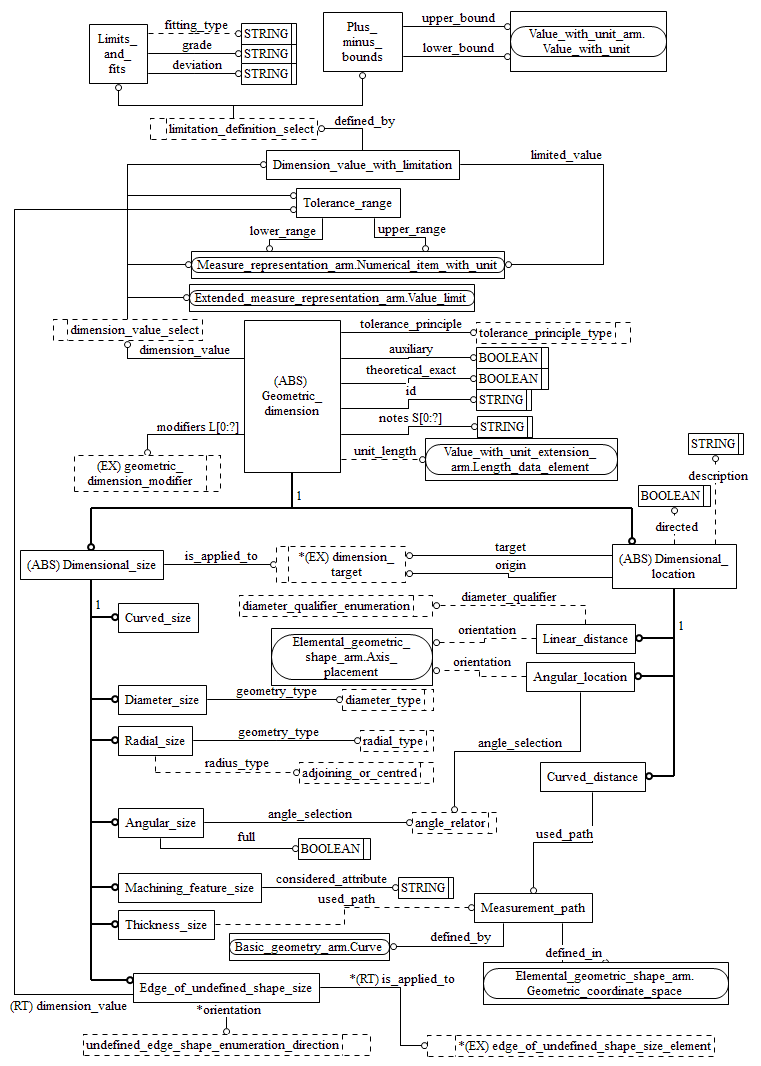 Limits_
and_
fits
fitting_type
grade
deviation
STRING
STRING
STRING
Plus_
minus_
bounds
upper_bound
lower_bound
Value_with_unit_arm.
Value_with_unit
limitation_definition_select
defined_by
Dimension_value_with_limitation
limited_value
Tolerance_range
lower_range
upper_range
Measure_representation_arm.Numerical_item_with_unit
Extended_measure_representation_arm.Value_limit
dimension_value_select
dimension_value
(ABS)
Geometric_
dimension
tolerance_principle
tolerance_principle_type
auxiliary
BOOLEAN
theoretical_exact
BOOLEAN
id
STRING
notes S[0:?]
STRING
unit_length
Value_with_unit_extension_
arm.Length_data_element
modifiers L[0:?]
(EX) geometric_
dimension_modifier
STRING
description
BOOLEAN
directed
1
(ABS) Dimensional_size
is_applied_to
*(EX) dimension_
target
target
origin
(ABS) Dimensional_
location
1
1
Curved_size
diameter_qualifier_enumeration
diameter_qualifier
Elemental_geometric_
shape_arm.Axis_
placement
orientation
Linear_distance
orientation
Angular_location
Diameter_size
geometry_type
diameter_type
Radial_size
geometry_type
radial_type
radius_type
adjoining_or_centred
angle_selection
Curved_distance
Angular_size
angle_selection
angle_relator
full
BOOLEAN
used_path
Machining_feature_size
considered_attribute
STRING
Thickness_size
used_path
Measurement_path
Basic_geometry_arm.Curve
defined_by
defined_in
Elemental_geometric_shape_arm.
Geometric_coordinate_space
Edge_of_undefined_shape_size
*(RT) is_applied_to
(RT) dimension_value
*orientation
undefined_edge_shape_enumeration_direction
*(EX) edge_of_undefined_shape_size_element